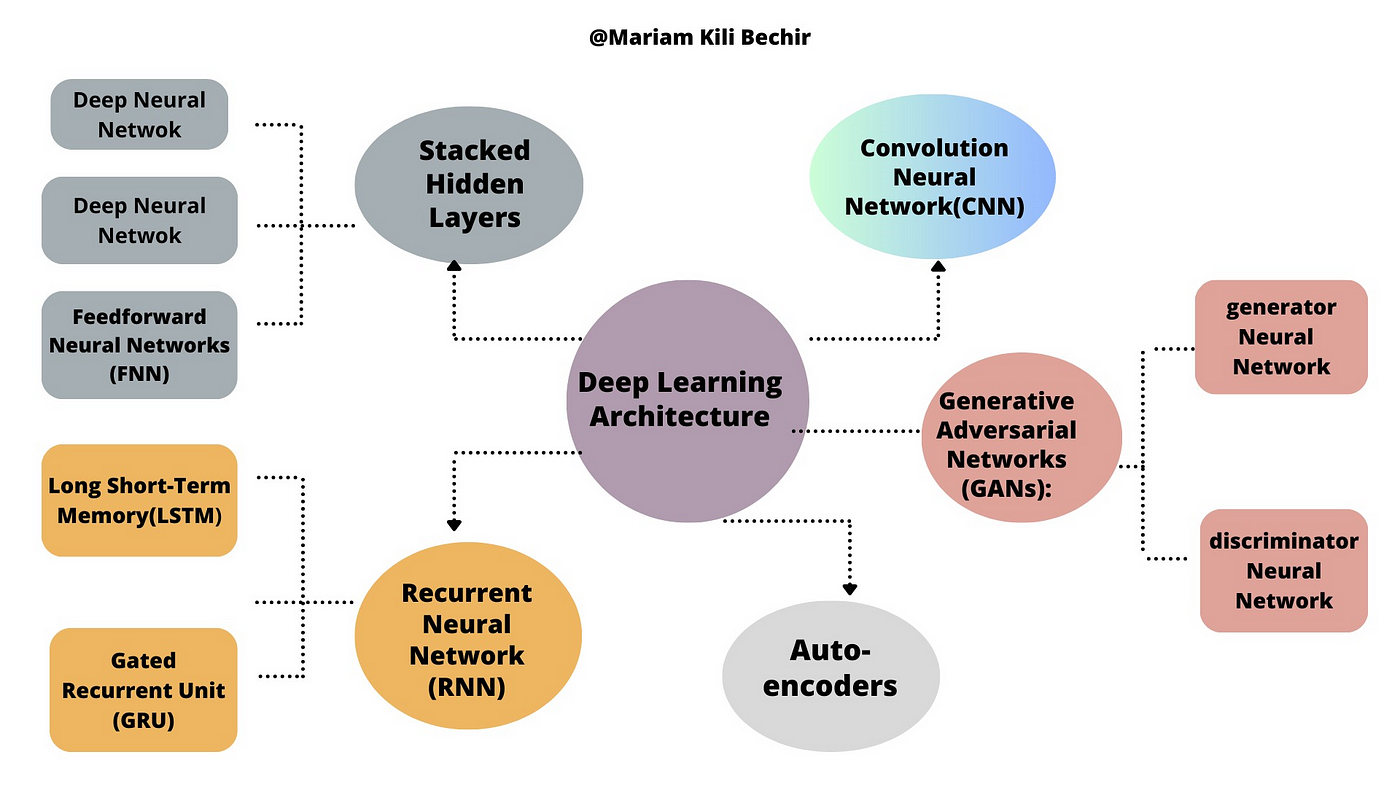 @Mariam Kili Bechir
Deep Neural
Netwok
Deep Neural
Netwok
Feedforward
Neural Networks
(FNN)
Stacked
Hidden
Layers
Convolution
Neural
Network(CNN)
Deep Learning
Architecture
Generative
Adversarial
Networks
(GANs):
generator
Neural
Network
discriminator
Neural
Network
Long Short-Term
Memory(LSTM)
Gated
Recurrent Unit
(GRU)
Recurrent
Neural
Network
(RNN)
Auto-
encoders